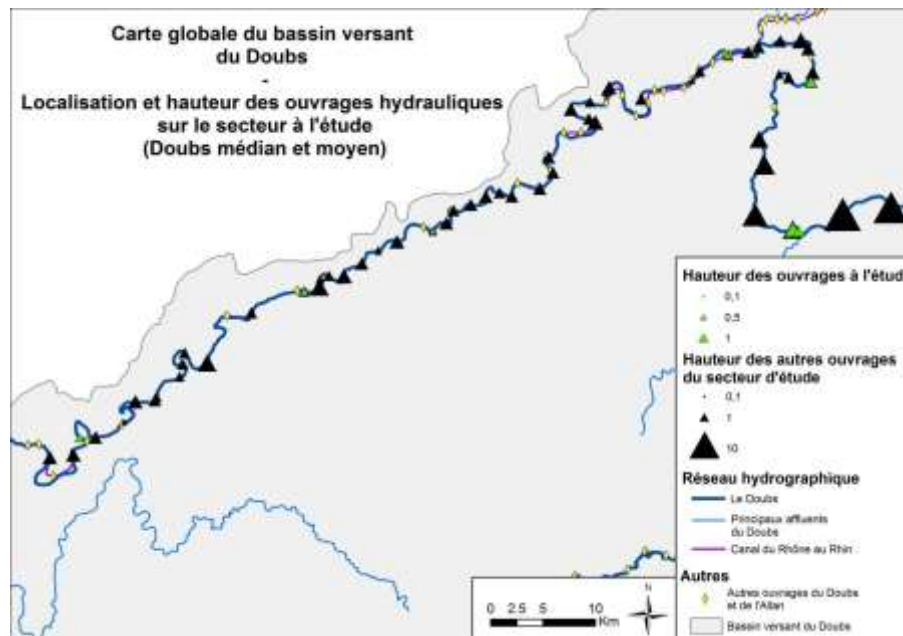 Carte globale du bassin versant
du Doubs
-
Localisation et hauteur des ouvrages hydrauliques
sur le secteur à l'étude
(Doubs médian et moyen)
Hauteur des ouvrages à l'étud
0,1
0,5
1
Hauteur des autres ouvrages
du secteur d'étude
0,1
1
10
Réseau hydrographique
Le Doubs
Principaux affluents
du Doubs
Canal du Rhône au Rhin
Autres
Autres ouvrages du Doubs
et de l'Allan
Bassin versant du Doubs
0 2.5 5 10
Km
N